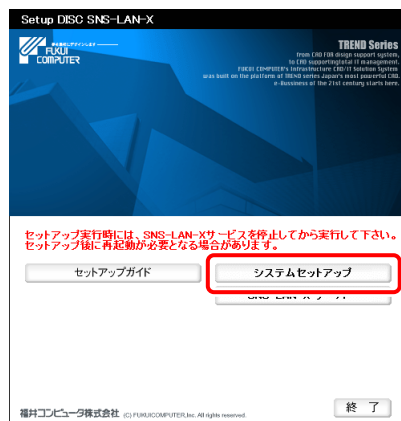 Setup DISC SNS-LAN-X
FUKUI
COMPUTER
TREND Series
from CAD FOR design support system,
to CAD supportingtotal IT management.
FUKUI COMPUTER's Infrastructure CAD/IT Solution System
was built on the platform of TREND series Japan's most powerful CAD.
e-Bussiness of the 21st century starts here.
セットアップ実行時には、SNS-LAN-Xサービスを停止してから実行して下さい。
セットアップ後に再起動が必要となる場合があります。
セットアップガイド
システムセットアップ
福井コンピュータ株式会社 (C) FUKUICOMPUTER,Inc. All rights reserved.
終 了